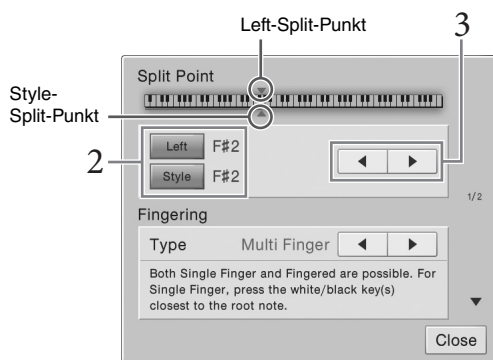 Left-Split-Punkt
3
Split Point
Style-
Split-Punkt
2
Left F#2
Style F#2
1/2
Fingering
Type Multi Finger
Both Single Finger and Fingered are possible. For
Single Finger, press the white/black key(s)
closest to the root note.
Close